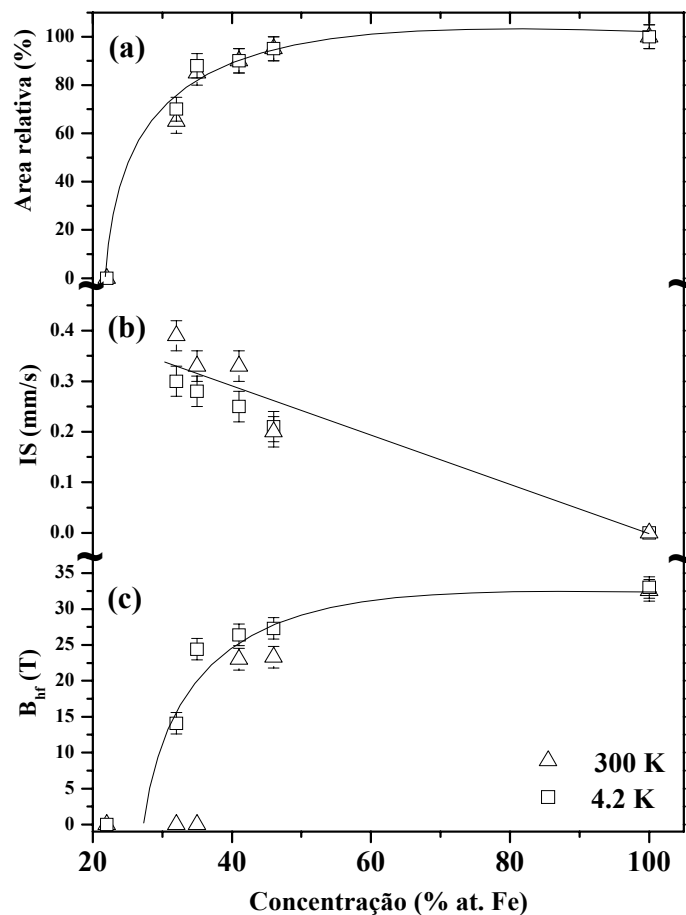 (a)
Area relativa (%)
100
80
60
40
20
0
(b)
IS (mm/s)
0.4
0.3
0.2
0.1
0.0
(c)
B_hf (T)
35
30
25
20
15
10
5
0
300 K
4.2 K
20 40 60 80 100
Concentração (% at. Fe)